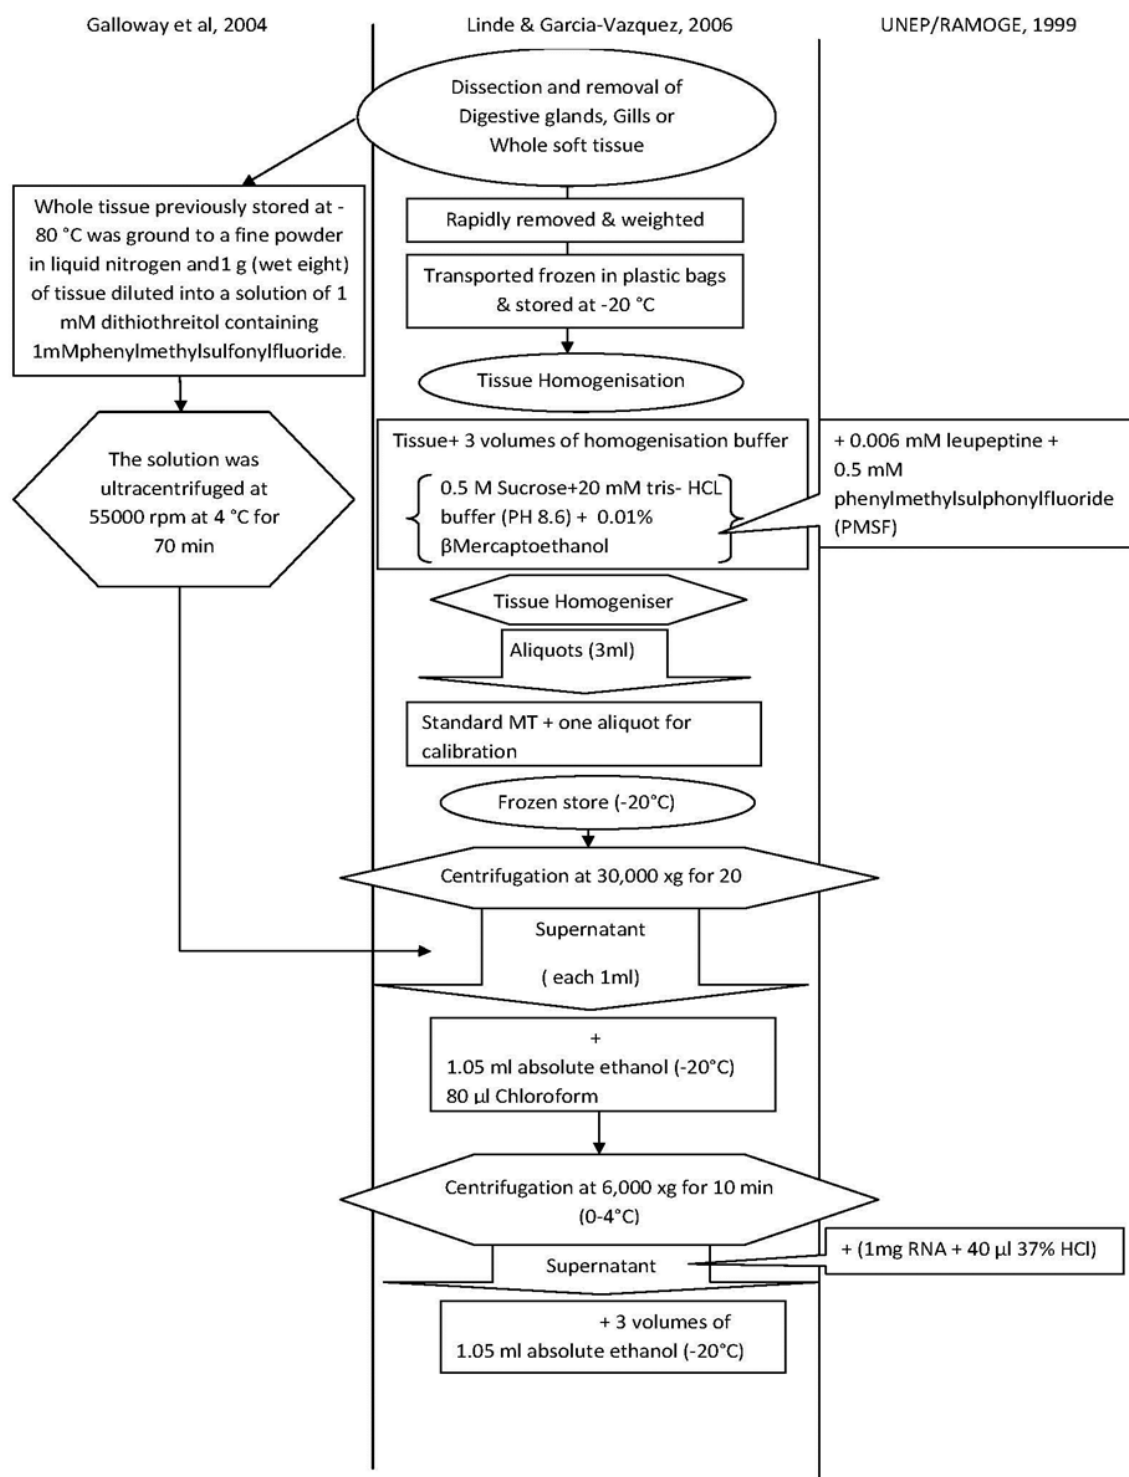 Galloway et al, 2004
Linde & Garcia-Vazquez, 2006
UNEP/RAMOGE, 1999
Dissection and removal of
Digestive glands, Gills or
Whole soft tissue
Whole tissue previously stored at -
80 °C was ground to a fine powder
in liquid nitrogen and1 g (wet eight)
of tissue diluted into a solution of 1
mM dithiothreitol containing
1mMphenylmethylsulfonylfluoride.
The solution was
ultracentrifuged at
55000 rpm at 4 °C for
70 min
Rapidly removed & weighted
Transported frozen in plastic bags
& stored at -20 °C
Tissue Homogenisation
Tissue+ 3 volumes of homogenisation buffer
0.5 M Sucrose+20 mM tris- HCL
buffer (PH 8.6) + 0.01%
βMercaptoethanol
+ 0.006 mM leupeptine +
0.5 mM
phenylmethylsulphonylfluoride
(PMSF)
Tissue Homogeniser
Aliquots (3ml)
Standard MT + one aliquot for
calibration
Frozen store (-20°C)
Centrifugation at 30,000 xg for 20
Supernatant
( each 1ml)
+
1.05 ml absolute ethanol (-20°C)
80 µl Chloroform
Centrifugation at 6,000 xg for 10 min
(0-4°C)
Supernatant
+ (1mg RNA + 40 µl 37% HCl)
+ 3 volumes of
1.05 ml absolute ethanol (-20°C)